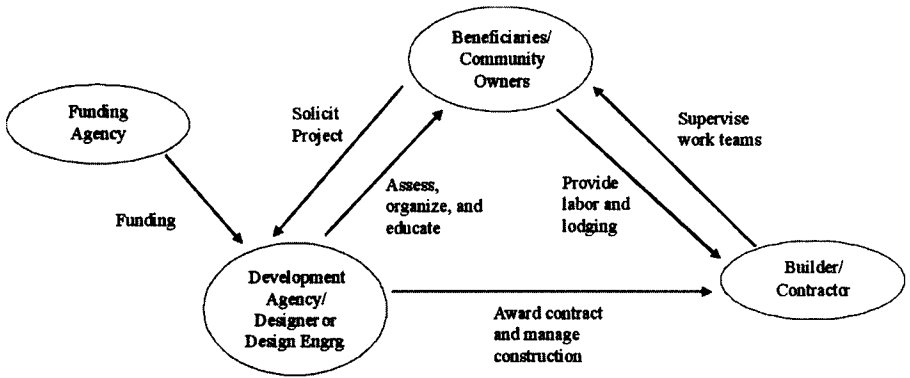 Beneficiaries/
Community
Owners
Funding
Agency
Solicit
Project
Supervise
work teams
Assess,
organize, and
educate
Provide
labor and
lodging
Funding
Development
Agency/
Designer or
Design Engrg
Builder/
Contractor
Award contract
and manage
construction